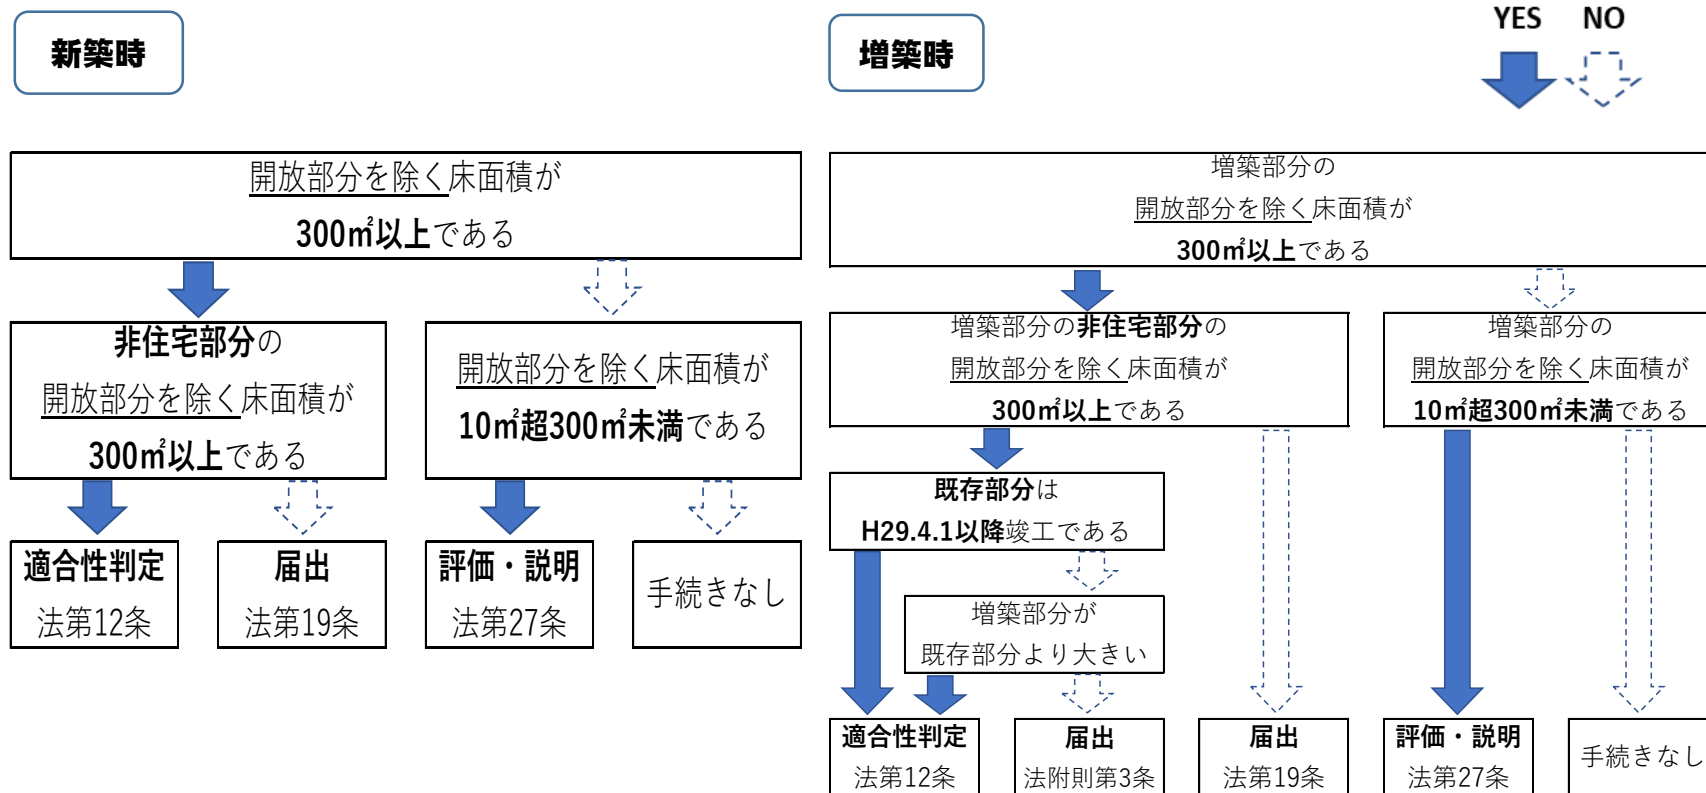 新築時
開放部分を除く床面積が
300㎡以上である
非住宅部分の
開放部分を除く床面積が
300㎡以上である
開放部分を除く床面積が
10㎡超300㎡未満である
適合性判定
法第12条
届出
法第19条
評価・説明
法第27条
手続きなし
増築時
YES NO
増築部分の
開放部分を除く床面積が
300㎡以上である
増築部分の非住宅部分の
開放部分を除く床面積が
300㎡以上である
増築部分の
開放部分を除く床面積が
10㎡超300㎡未満である
既存部分は
H29.4.1以降竣工である
増築部分が
既存部分より大きい
適合性判定
法第12条
届出
法附則第3条
届出
法第19条
評価・説明
法第27条
手続きなし